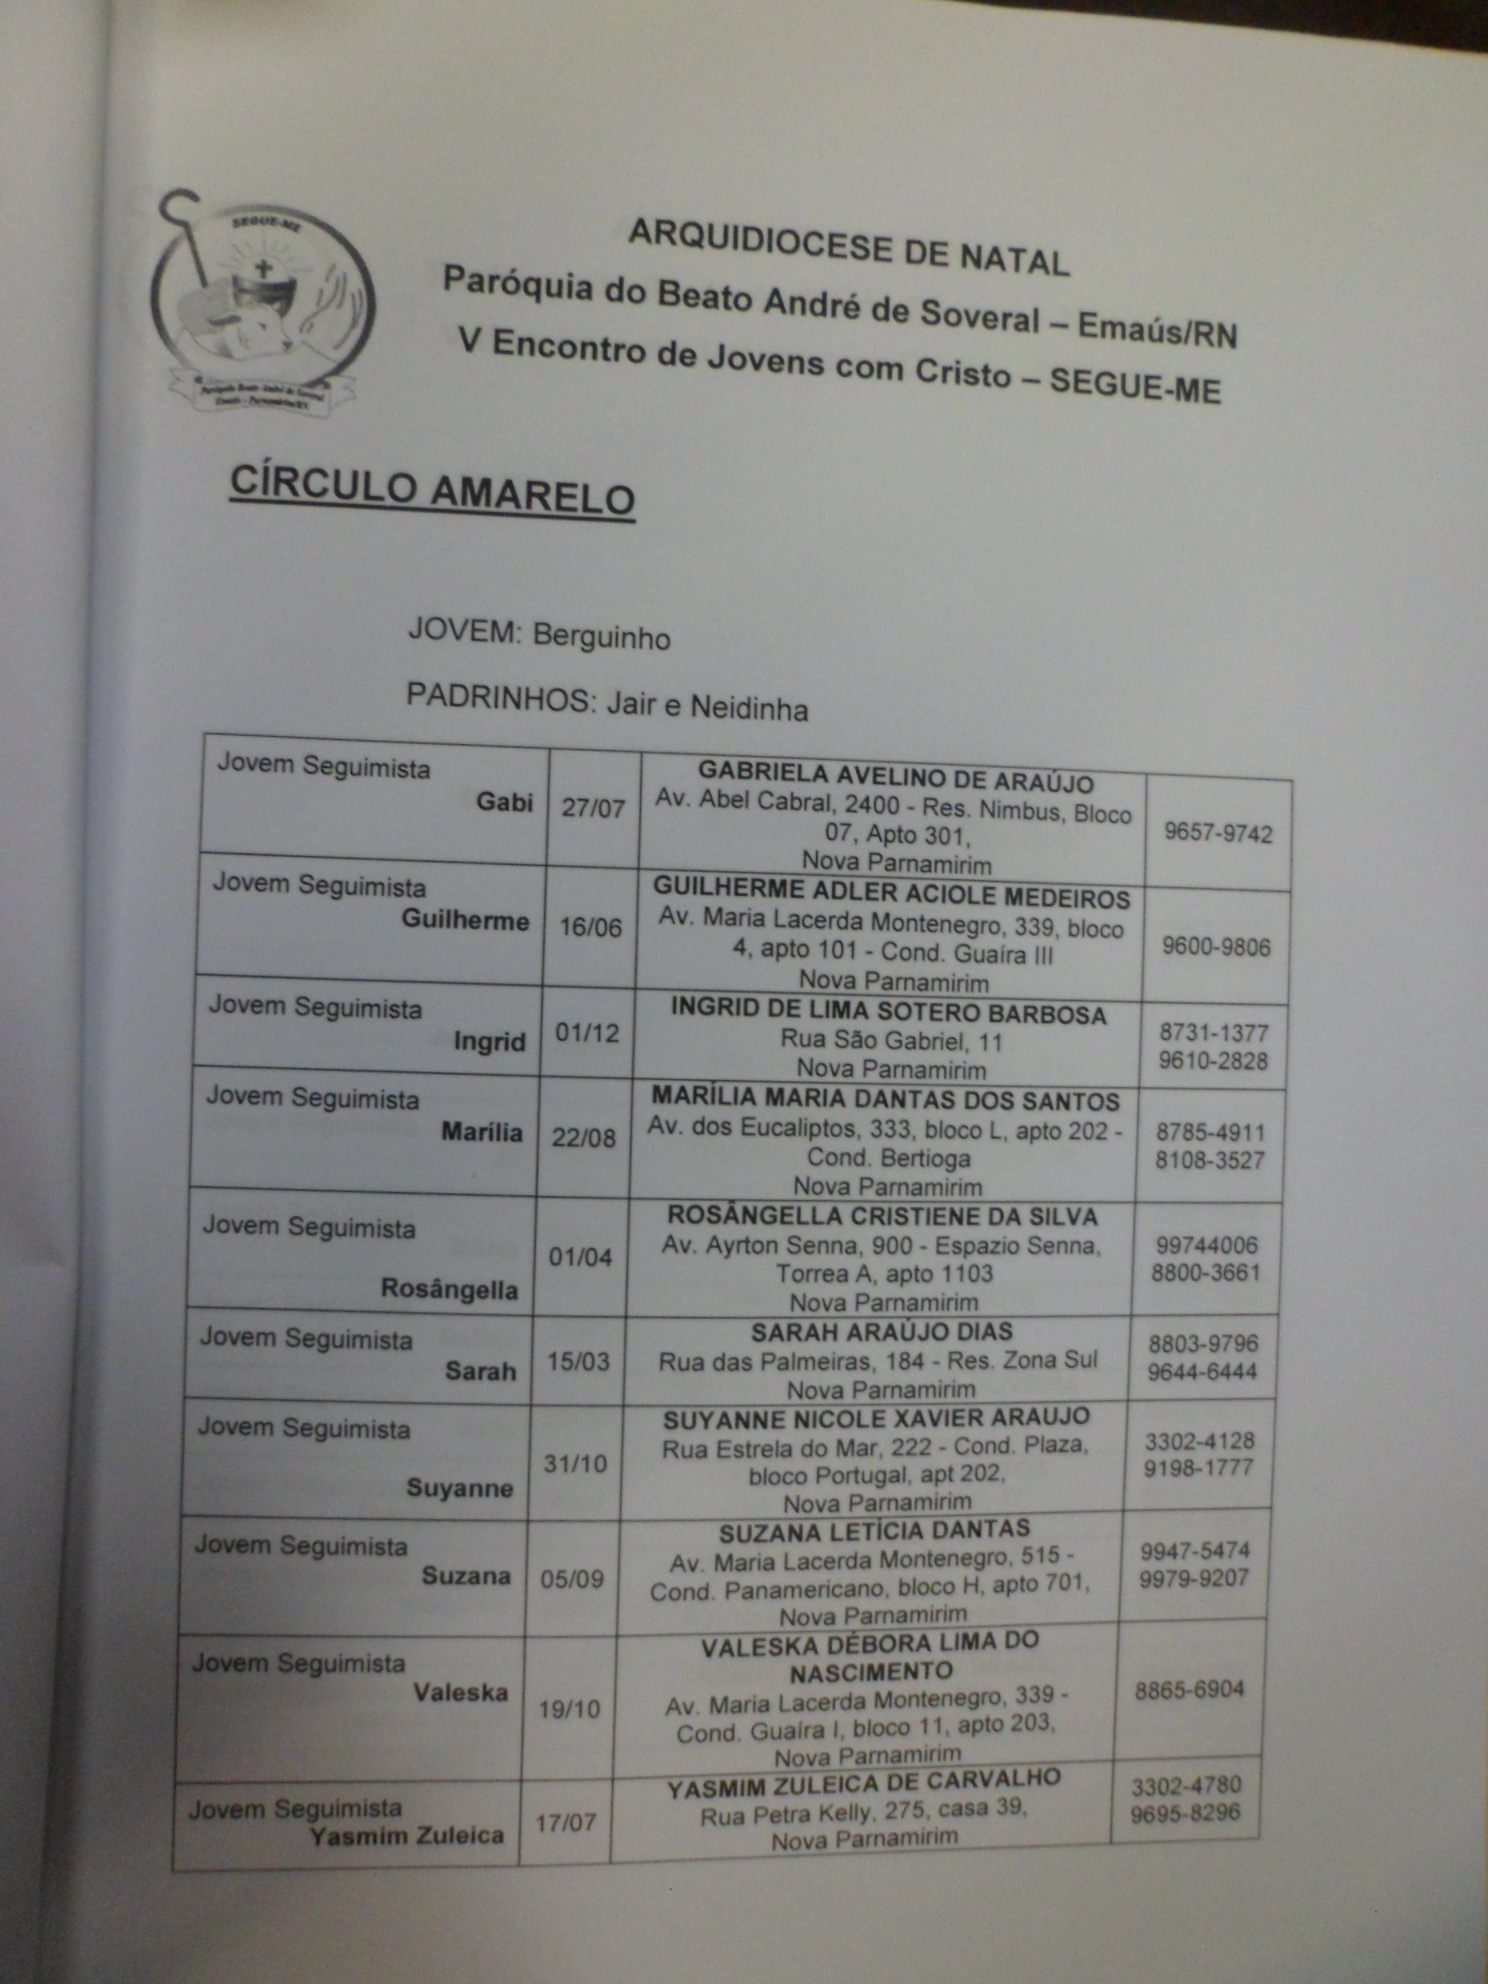 SEGUE-ME
ARQUIDIOCESE DE NATAL
Paróquia do Beato André de Soveral – Emaús/RN
V Encontro de Jovens com Cristo – SEGUE-ME
Paróquia Beato André de Soveral
Emaús - Parnamirim/RN
CÍRCULO AMARELO
JOVEM: Berguinho
PADRINHOS: Jair e Neidinha
Jovem Seguimista
Gabi
27/07
GABRIELA AVELINO DE ARAÚJO
Av. Abel Cabral, 2400 - Res. Nimbus, Bloco
07, Apto 301,
Nova Parnamirim
9657-9742
Jovem Seguimista
Guilherme
16/06
GUILHERME ADLER ACIOLE MEDEIROS
Av. Maria Lacerda Montenegro, 339, bloco
4, apto 101 - Cond. Guaíra III
Nova Parnamirim
9600-9806
Jovem Seguimista
Ingrid
01/12
INGRID DE LIMA SOTERO BARBOSA
Rua São Gabriel, 11
Nova Parnamirim
8731-1377
9610-2828
Jovem Seguimista
Marília
22/08
MARÍLIA MARIA DANTAS DOS SANTOS
Av. dos Eucaliptos, 333, bloco L, apto 202 -
Cond. Bertioga
Nova Parnamirim
8785-4911
8108-3527
Jovem Seguimista
Rosângella
01/04
ROSÂNGELLA CRISTIENE DA SILVA
Av. Ayrton Senna, 900 - Espazio Senna,
Torrea A, apto 1103
Nova Parnamirim
99744006
8800-3661
Jovem Seguimista
Sarah
15/03
SARAH ARAÚJO DIAS
Rua das Palmeiras, 184 - Res. Zona Sul
Nova Parnamirim
8803-9796
9644-6444
Jovem Seguimista
Suyanne
31/10
SUYANNE NICOLE XAVIER ARAUJO
Rua Estrela do Mar, 222 - Cond. Plaza,
bloco Portugal, apt 202,
Nova Parnamirim
3302-4128
9198-1777
Jovem Seguimista
Suzana
05/09
SUZANA LETÍCIA DANTAS
Av. Maria Lacerda Montenegro, 515 -
Cond. Panamericano, bloco H, apto 701,
Nova Parnamirim
9947-5474
9979-9207
Jovem Seguimista
Valeska
19/10
VALESKA DÉBORA LIMA DO
NASCIMENTO
Av. Maria Lacerda Montenegro, 339 -
Cond. Guaíra I, bloco 11, apto 203,
Nova Parnamirim
8865-6904
Jovem Seguimista
Yasmim Zuleica
17/07
YASMIM ZULEICA DE CARVALHO
Rua Petra Kelly, 275, casa 39,
Nova Parnamirim
3302-4780
9695-8296